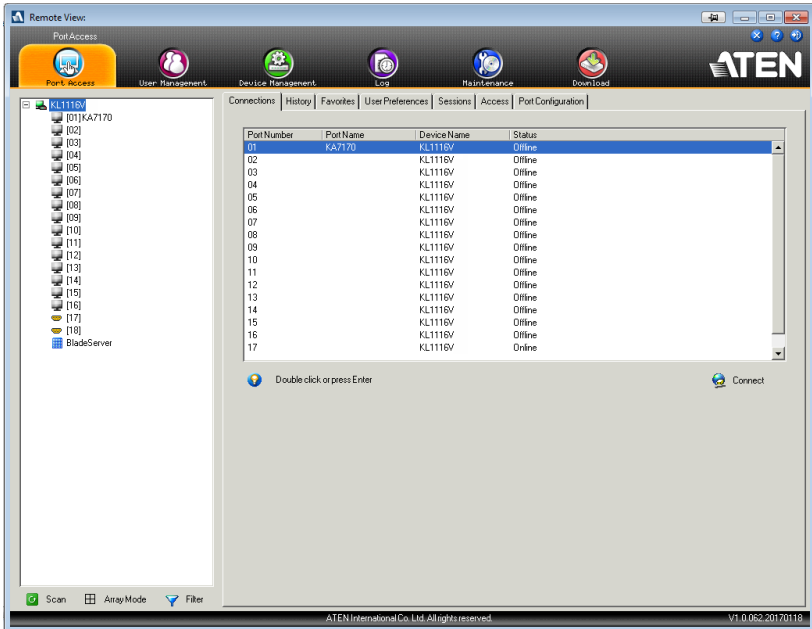 Remote View:
Port Access
Port Access
User Management
Device Management
Log
Maintenance
Download
ATEN
KL1116V
[01]KA7170
[02]
[03]
[04]
[05]
[06]
[07]
[08]
[09]
[10]
[11]
[12]
[13]
[14]
[15]
[16]
[17]
[18]
BladeServer
Scan Array Mode Filter
Connections History Favorites User Preferences Sessions Access Port Configuration
Port Number Port Name Device Name Status
01 KA7170 KL1116V Offline
02 KL1116V Offline
03 KL1116V Offline
04 KL1116V Offline
05 KL1116V Offline
06 KL1116V Offline
07 KL1116V Offline
08 KL1116V Offline
09 KL1116V Offline
10 KL1116V Offline
11 KL1116V Offline
12 KL1116V Offline
13 KL1116V Offline
14 KL1116V Offline
15 KL1116V Offline
16 KL1116V Offline
17 KL1116V Online
Double click or press Enter
Connect
ATEN International Co. Ltd. All rights reserved.
V1.0.062.20170118